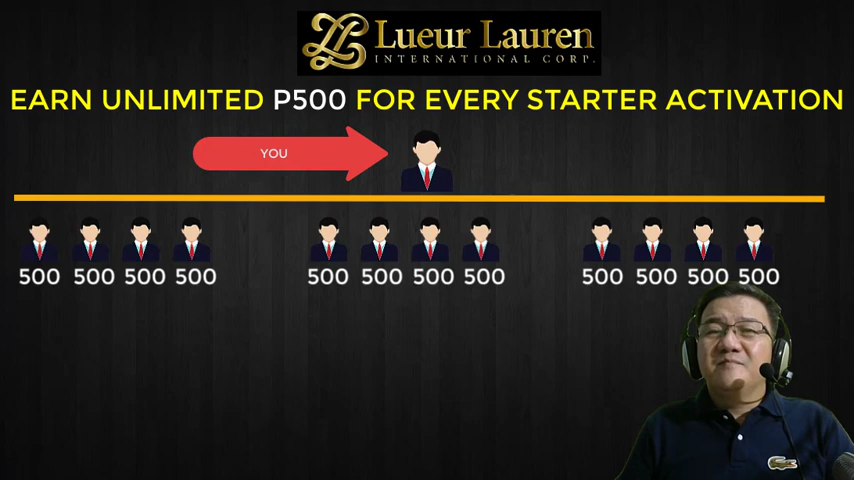 Lueur Lauren
INTERNATIONAL CORP.
EARN UNLIMITED P500 FOR EVERY STARTER ACTIVATION
YOU
500 500 500 500 500 500 500 500 500 500 500 500